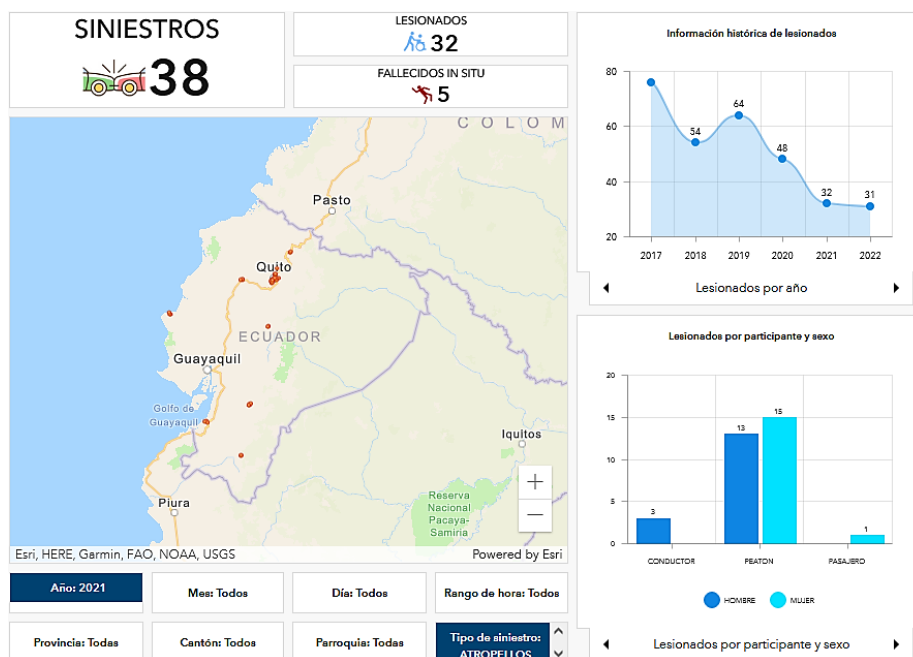 SINIESTROS
38
LESIONADOS
32
FALLECIDOS IN SITU
5
COLOM
Pasto
Quito
ECUADOR
Guayaquil
Golfo de
Guayaquil
Iquitos
Piura
Reserva
Nacional
Pacaya-
Samiria
+
−
Esri, HERE, Garmin, FAO, NOAA, USGS
Powered by Esri
Año: 2021
Mes: Todos
Día: Todos
Rango de hora: Todos
Provincia: Todas
Cantón: Todos
Parroquia: Todas
Tipo de siniestro:
ATROPELLOS
Información histórica de lesionados
80
60
40
20
54
64
48
32
31
2017
2018
2019
2020
2021
2022
Lesionados por año
Lesionados por participante y sexo
20
15
10
5
0
3
13
15
1
CONDUCTOR
PEATON
PASAJERO
HOMBRE
MUJER
Lesionados por participante y sexo